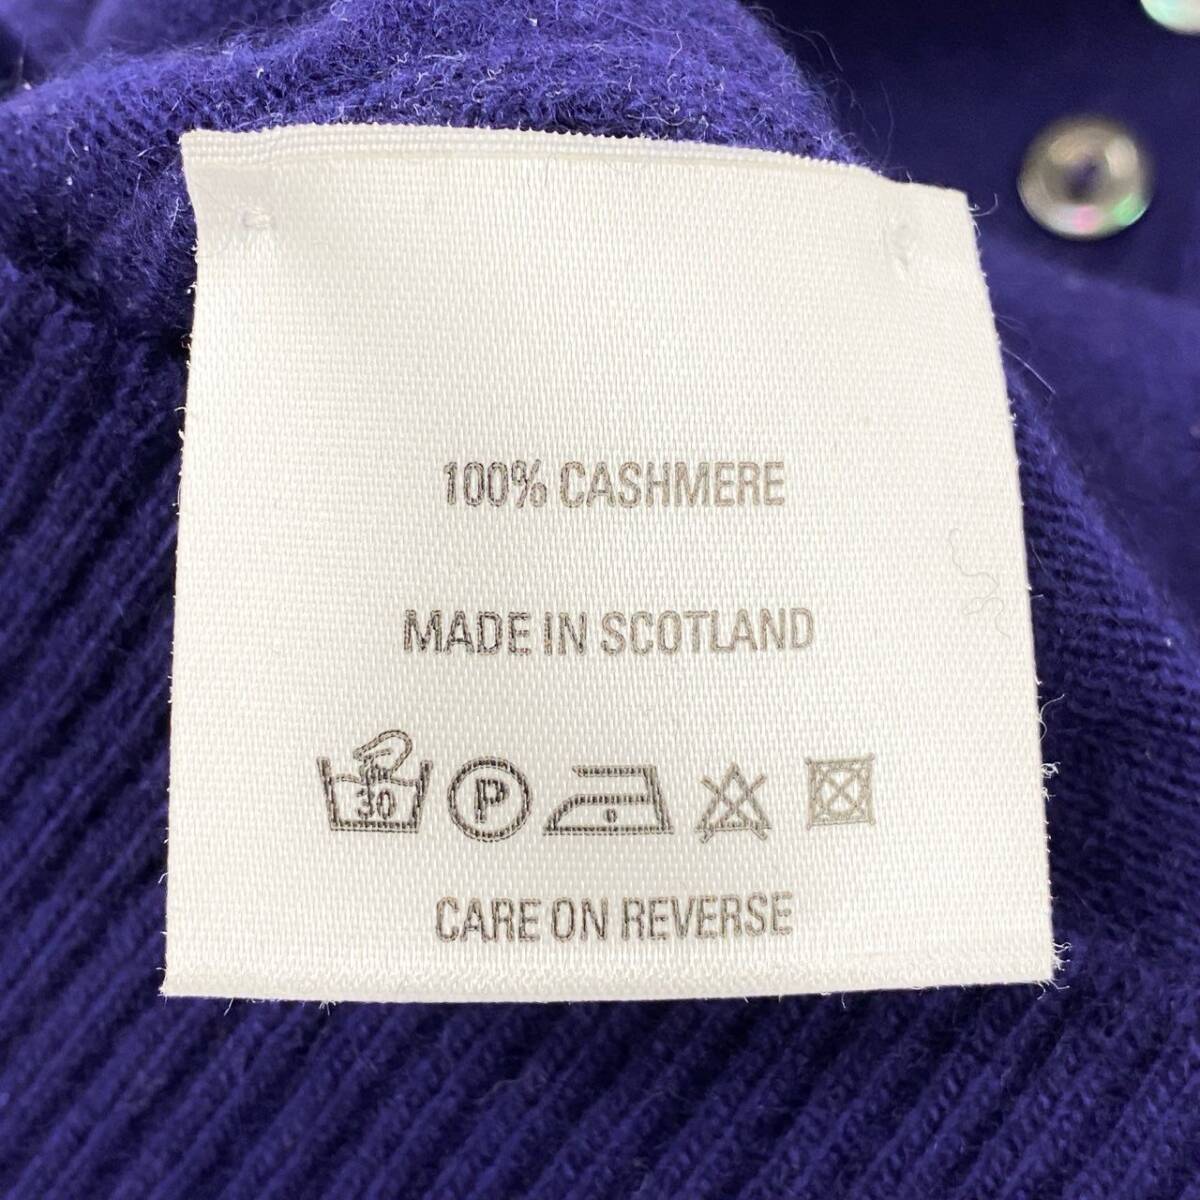 100% CASHMERE
MADE IN SCOTLAND
30 P
CARE ON REVERSE